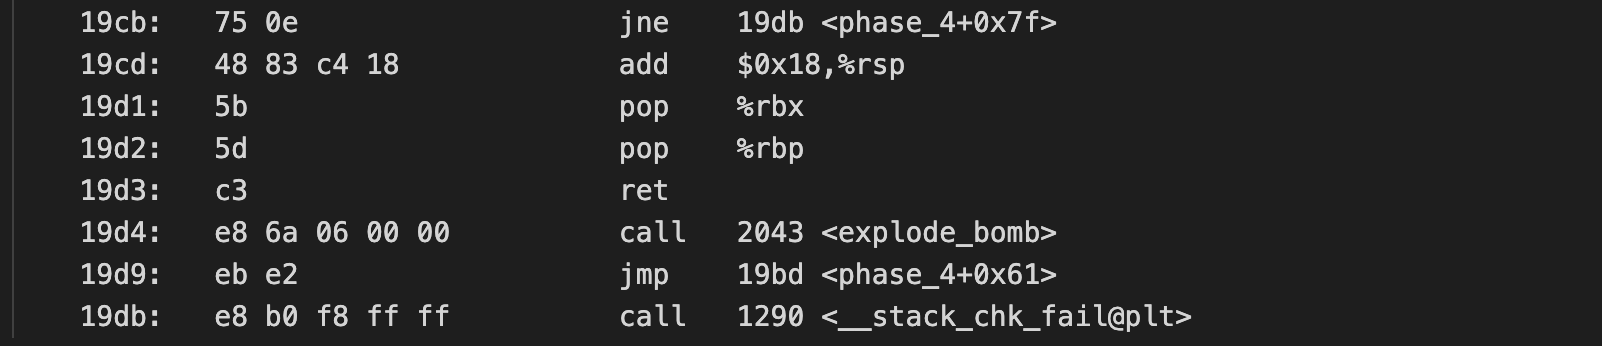 19cb:   75 0e                   jne    19db <phase_4+0x7f>
19cd:   48 83 c4 18             add    $0x18,%rsp
19d1:   5b                      pop    %rbx
19d2:   5d                      pop    %rbp
19d3:   c3                      ret
19d4:   e8 6a 06 00 00          call   2043 <explode_bomb>
19d9:   eb e2                   jmp    19bd <phase_4+0x61>
19db:   e8 b0 f8 ff ff          call   1290 <__stack_chk_fail@plt>